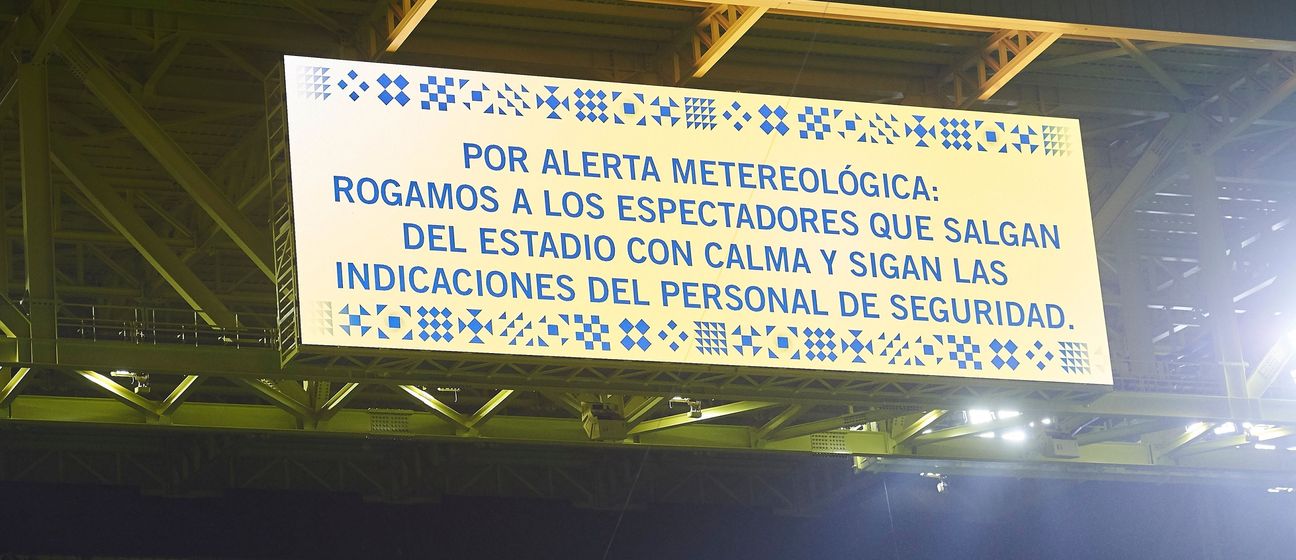 POR ALERTA METEREOLÓGICA:
ROGAMOS A LOS ESPECTADORES QUE SALGAN
DEL ESTADIO CON CALMA Y SIGAN LAS
INDICACIONES DEL PERSONAL DE SEGURIDAD.